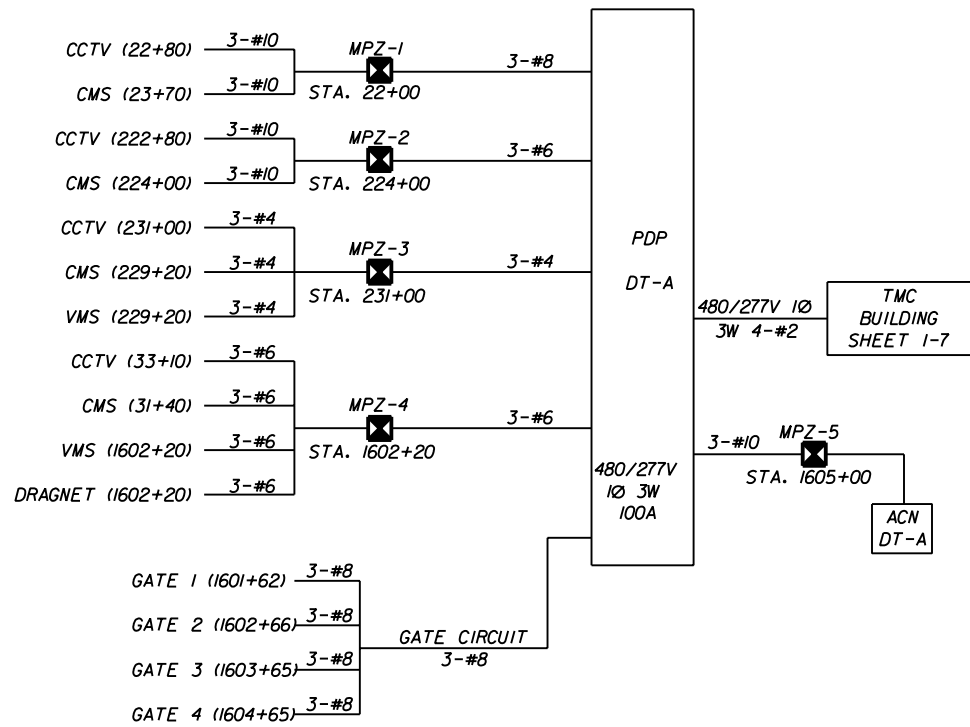 CCTV (22+80)
3-#10
CMS (23+70)
3-#10
MPZ-1
STA. 22+00
3-#8
CCTV (222+80)
3-#10
CMS (224+00)
3-#10
MPZ-2
STA. 224+00
3-#6
CCTV (231+00)
3-#4
CMS (229+20)
3-#4
VMS (229+20)
3-#4
MPZ-3
STA. 231+00
3-#4
CCTV (33+10)
3-#6
CMS (31+40)
3-#6
VMS (1602+20)
3-#6
DRAGNET (1602+20)
3-#6
MPZ-4
STA. 1602+20
3-#6
GATE 1 (1601+62)
3-#8
GATE 2 (1602+66)
3-#8
GATE 3 (1603+65)
3-#8
GATE 4 (1604+65)
3-#8
GATE CIRCUIT
3-#8
PDP
DT-A
480/277V
1Ø 3W
100A
480/277V 1Ø
3W 4-#2
TMC
BUILDING
SHEET 1-7
3-#10
MPZ-5
STA. 1605+00
ACN
DT-A